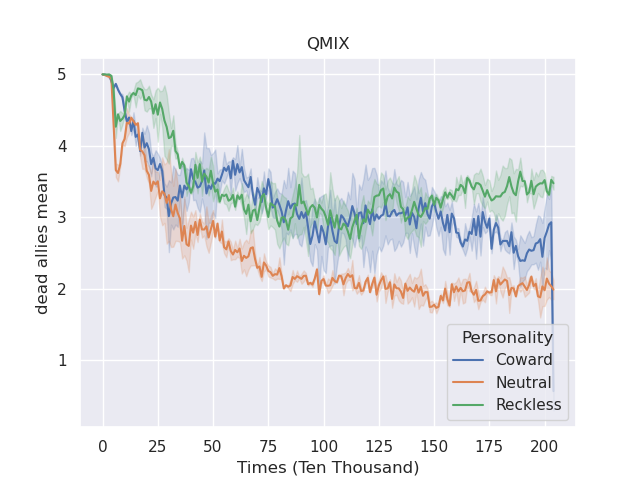 QMIX
5
4
3
2
1
dead allies mean
0 25 50 75 100 125 150 175 200
Times (Ten Thousand)
Personality
Coward
Neutral
Reckless